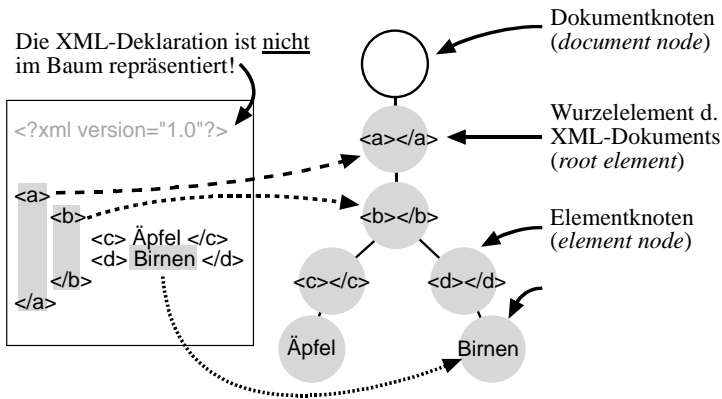 Die XML-Deklaration ist nicht
im Baum repräsentiert!
<?xml version="1.0"?>
<a>
<b>
<c> Äpfel </c>
<d> Birnen </d>
</b>
</a>
<a></a>
<b></b>
<c></c>
<d></d>
Äpfel
Birnen
Dokumentknoten
(document node)
Wurzelelement d.
XML-Dokuments
(root element)
Elementknoten
(element node)